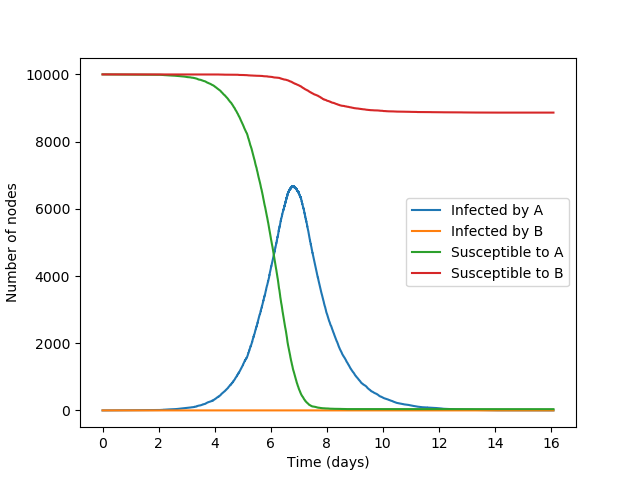 10000
8000
6000
4000
2000
0
Number of nodes
Infected by A
Infected by B
Susceptible to A
Susceptible to B
0 2 4 6 8 10 12 14 16
Time (days)